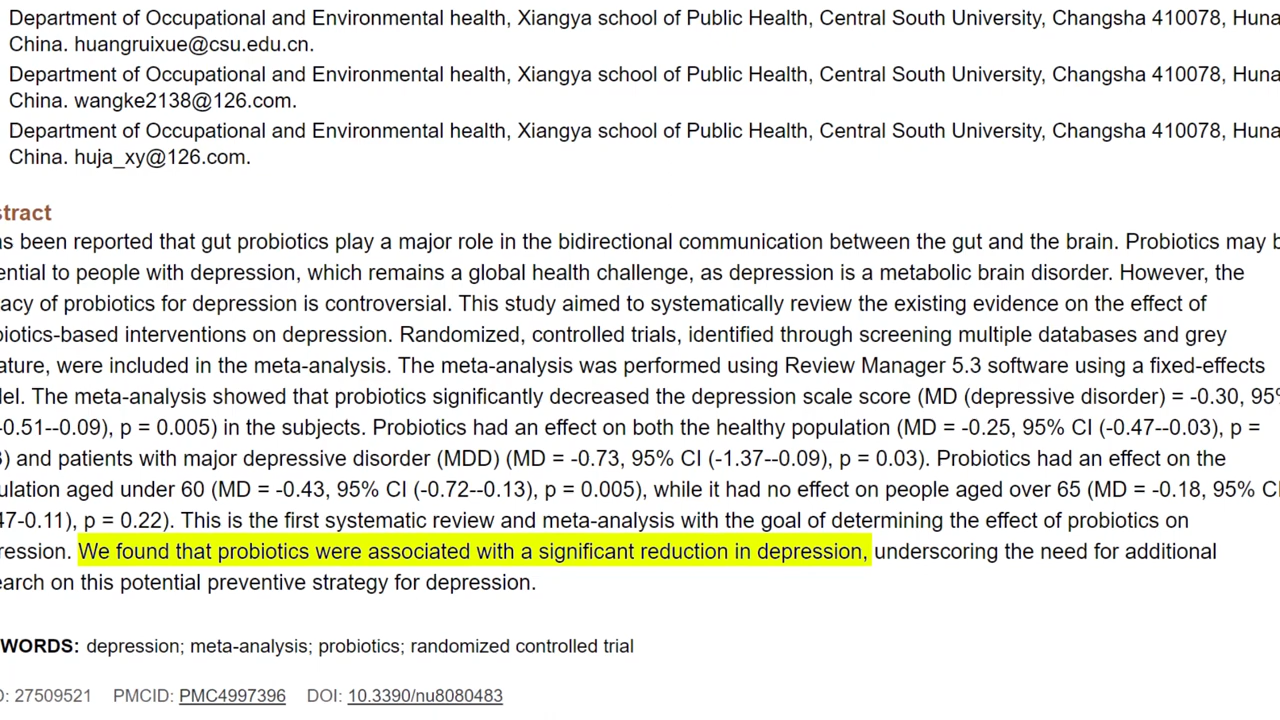 Department of Occupational and Environmental health, Xiangya school of Public Health, Central South University, Changsha 410078,
China. huangruixue@csu.edu.cn.
Department of Occupational and Environmental health, Xiangya school of Public Health, Central South University, Changsha 410078,
China. wangke2138@126.com.
Department of Occupational and Environmental health, Xiangya school of Public Health, Central South University, Changsha 410078,
China. huja_xy@126.com.
stract
s been reported that gut probiotics play a major role in the bidirectional communication between the gut and the brain. Probiotics may b
ential to people with depression, which remains a global health challenge, as depression is a metabolic brain disorder. However, the
acy of probiotics for depression is controversial. This study aimed to systematically review the existing evidence on the effect of
biotics-based interventions on depression. Randomized, controlled trials, identified through screening multiple databases and grey
ature, were included in the meta-analysis. The meta-analysis was performed using Review Manager 5.3 software using a fixed-effects
el. The meta-analysis showed that probiotics significantly decreased the depression scale score (MD (depressive disorder) = -0.30, 95%
-0.51--0.09), p = 0.005) in the subjects. Probiotics had an effect on both the healthy population (MD = -0.25, 95% CI (-0.47--0.03), p =
) and patients with major depressive disorder (MDD) (MD = -0.73, 95% CI (-1.37--0.09), p = 0.03). Probiotics had an effect on the
ulation aged under 60 (MD = -0.43, 95% CI (-0.72--0.13), p = 0.005), while it had no effect on people aged over 65 (MD = -0.18, 95% CI
47-0.11), p = 0.22). This is the first systematic review and meta-analysis with the goal of determining the effect of probiotics on
ression. We found that probiotics were associated with a significant reduction in depression, underscoring the need for additional
earch on this potential preventive strategy for depression.
WORDS: depression; meta-analysis; probiotics; randomized controlled trial
: 27509521 PMCID: PMC4997396 DOI: 10.3390/nu8080483